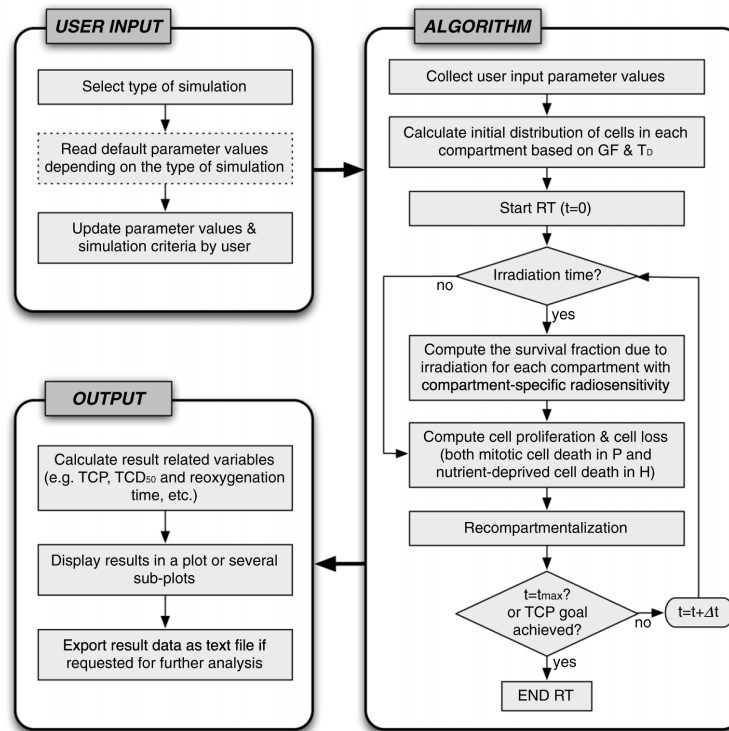 USER INPUT
Select type of simulation
Read default parameter values
depending on the type of simulation
Update parameter values &
simulation criteria by user
ALGORITHM
Collect user input parameter values
Calculate initial distribution of cells in each
compartment based on GF & TD
Start RT (t=0)
Irradiation time?
no
yes
Compute the survival fraction due to
irradiation for each compartment with
compartment-specific radiosensitivity
Compute cell proliferation & cell loss
(both mitotic cell death in P and
nutrient-deprived cell death in H)
Recompartmentalization
t=tmax?
or TCP goal
achieved?
no
t=t+Δt
yes
END RT
OUTPUT
Calculate result related variables
(e.g. TCP, TCD50 and reoxygenation
time, etc.)
Display results in a plot or several
sub-plots
Export result data as text file if
requested for further analysis